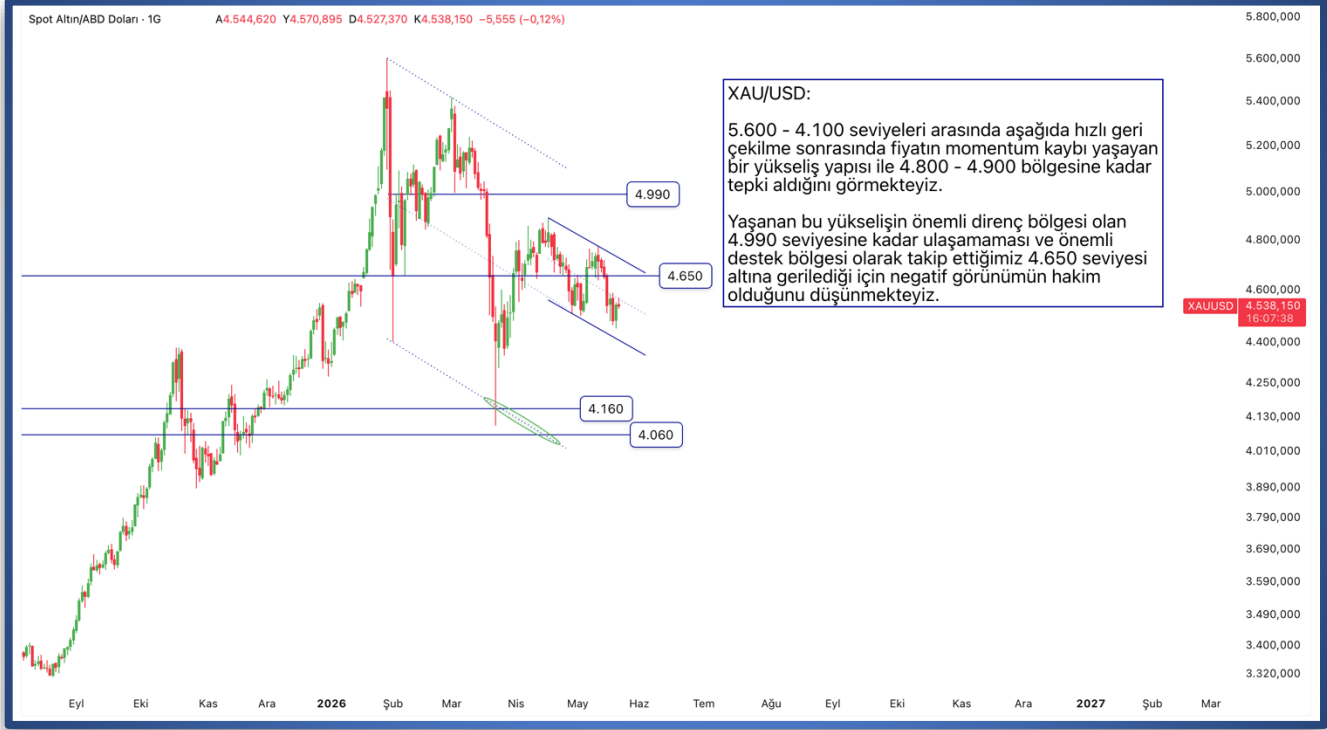 Spot Altın/ABD Doları · 1G A4.544,620 Y4.570,895 D4.527,370 K4.538,150 −5,555 (−0,12%)
XAU/USD:
5.600 - 4.100 seviyeleri arasında aşağıda hızlı geri
çekilme sonrasında fiyatın momentum kaybı yaşayan
bir yükseliş yapısı ile 4.800 - 4.900 bölgesine kadar
tepki aldığını görmekteyiz.
Yaşanan bu yükselişin önemli direnç bölgesi olan
4.990 seviyesine kadar ulaşamaması ve önemli
destek bölgesi olarak takip ettiğimiz 4.650 seviyesi
altına gerilediği için negatif görünümün hakim
olduğunu düşünmekteyiz.
4.990
4.650
4.160
4.060
5.800,000
5.600,000
5.400,000
5.200,000
5.000,000
4.800,000
4.600,000
XAUUSD 4.538,150
16:07:38
4.400,000
4.250,000
4.130,000
4.010,000
3.890,000
3.790,000
3.690,000
3.590,000
3.490,000
3.400,000
3.320,000
Eyl Eki Kas Ara 2026 Şub Mar Nis May Haz Tem Ağu Eyl Eki Kas Ara 2027 Şub Mar